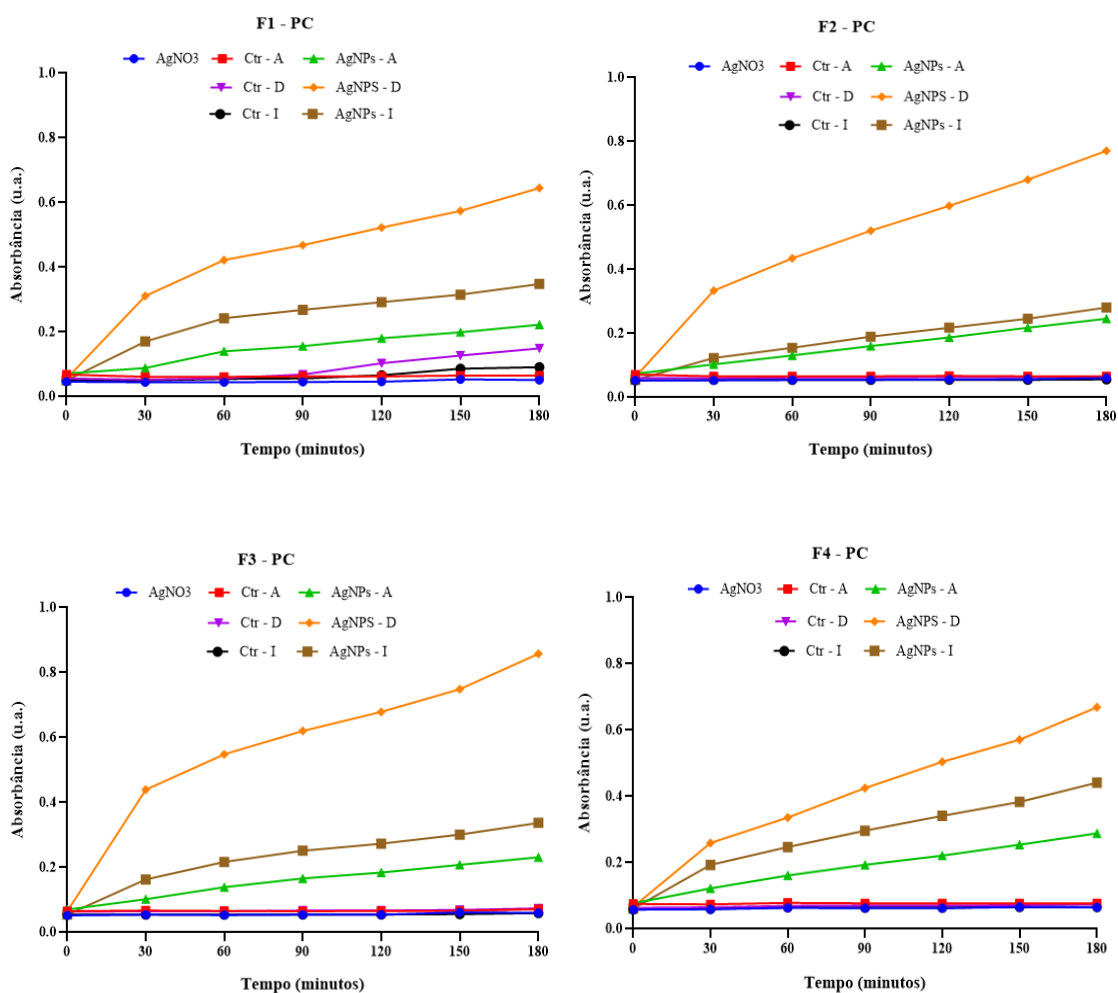 F1 - PC
AgNO3 Ctr - A AgNPs - A
Ctr - D AgNPS - D
Ctr - I AgNPs - I
1.0
0.8
0.6
0.4
0.2
0.0
Absorbância (u.a.)
0 30 60 90 120 150 180
Tempo (minutos)
F2 - PC
AgNO3 Ctr - A AgNPs - A
Ctr - D AgNPS - D
Ctr - I AgNPs - I
1.0
0.8
0.6
0.4
0.2
0.0
Absorbância (u.a.)
0 30 60 90 120 150 180
Tempo (minutos)
F3 - PC
AgNO3 Ctr - A AgNPs - A
Ctr - D AgNPS - D
Ctr - I AgNPs - I
1.0
0.8
0.6
0.4
0.2
0.0
Absorbância (u.a.)
0 30 60 90 120 150 180
Tempo (minutos)
F4 - PC
AgNO3 Ctr - A AgNPs - A
Ctr - D AgNPS - D
Ctr - I AgNPs - I
1.0
0.8
0.6
0.4
0.2
0.0
Absorbância (u.a.)
0 30 60 90 120 150 180
Tempo (minutos)